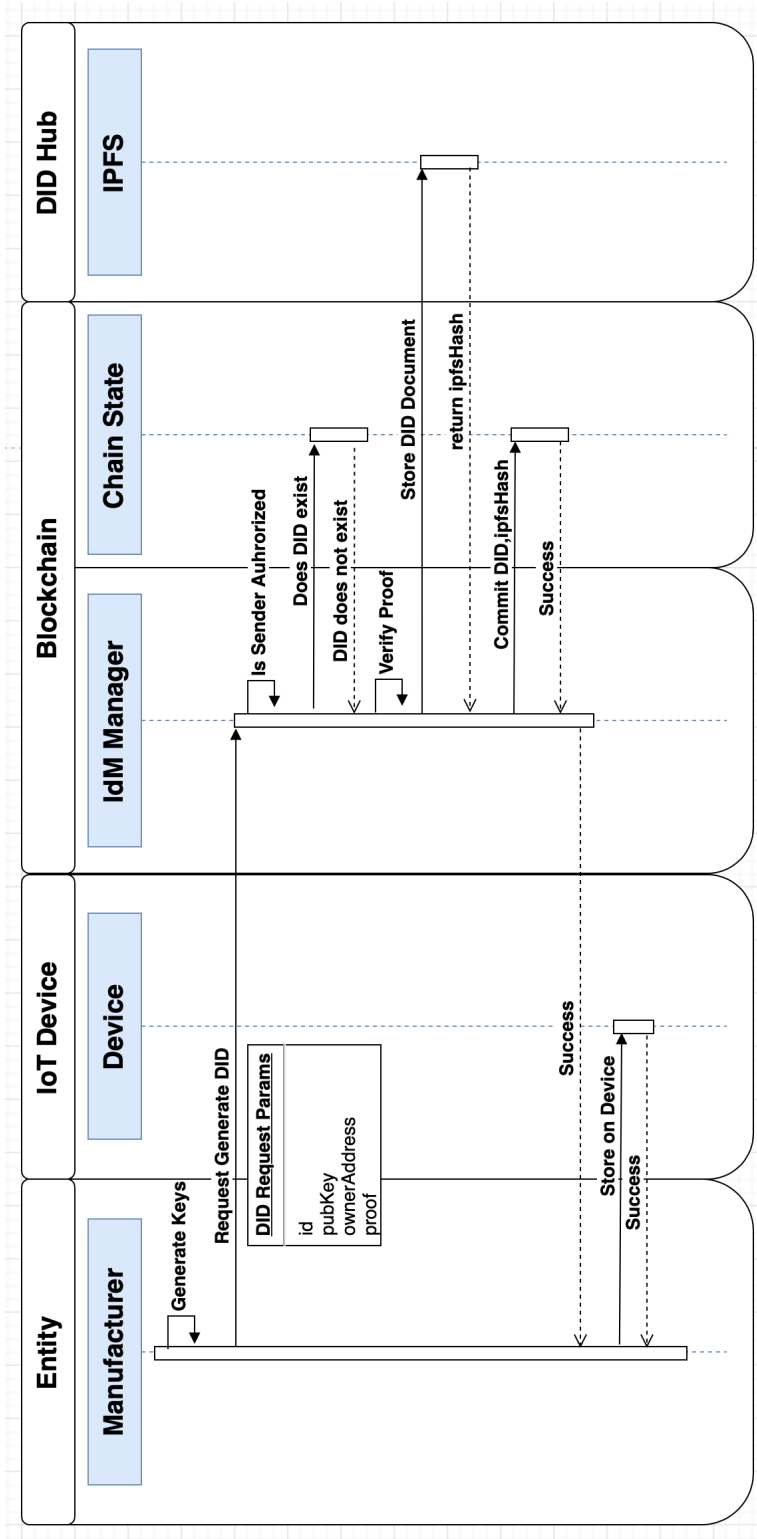 Entity
IoT Device
Blockchain
DID Hub
Manufacturer
Device
IdM Manager
Chain State
IPFS
Generate Keys
Request Generate DID
DID Request Params
id
pubKey
ownerAddress
proof
Is Sender Auhrorized
Does DID exist
DID does not exist
Verify Proof
Store DID Document
return ipfsHash
Commit DID,ipfsHash
Success
Success
Store on Device
Success